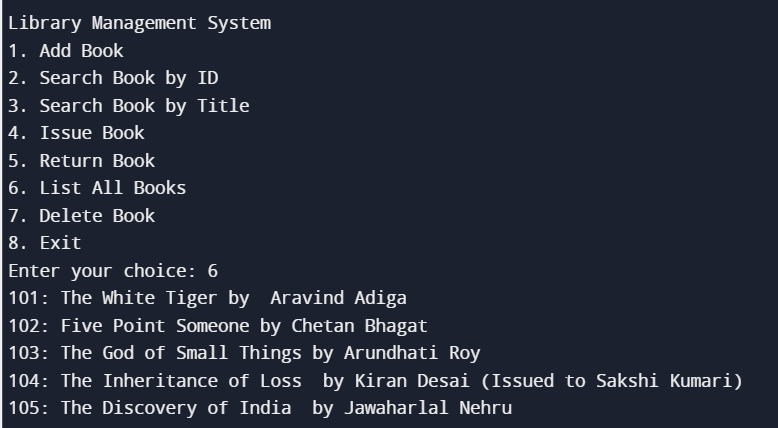 Library Management System
1. Add Book
2. Search Book by ID
3. Search Book by Title
4. Issue Book
5. Return Book
6. List All Books
7. Delete Book
8. Exit
Enter your choice: 6
101: The White Tiger by  Aravind Adiga
102: Five Point Someone by Chetan Bhagat
103: The God of Small Things by Arundhati Roy
104: The Inheritance of Loss  by Kiran Desai (Issued to Sakshi Kumari)
105: The Discovery of India  by Jawaharlal Nehru